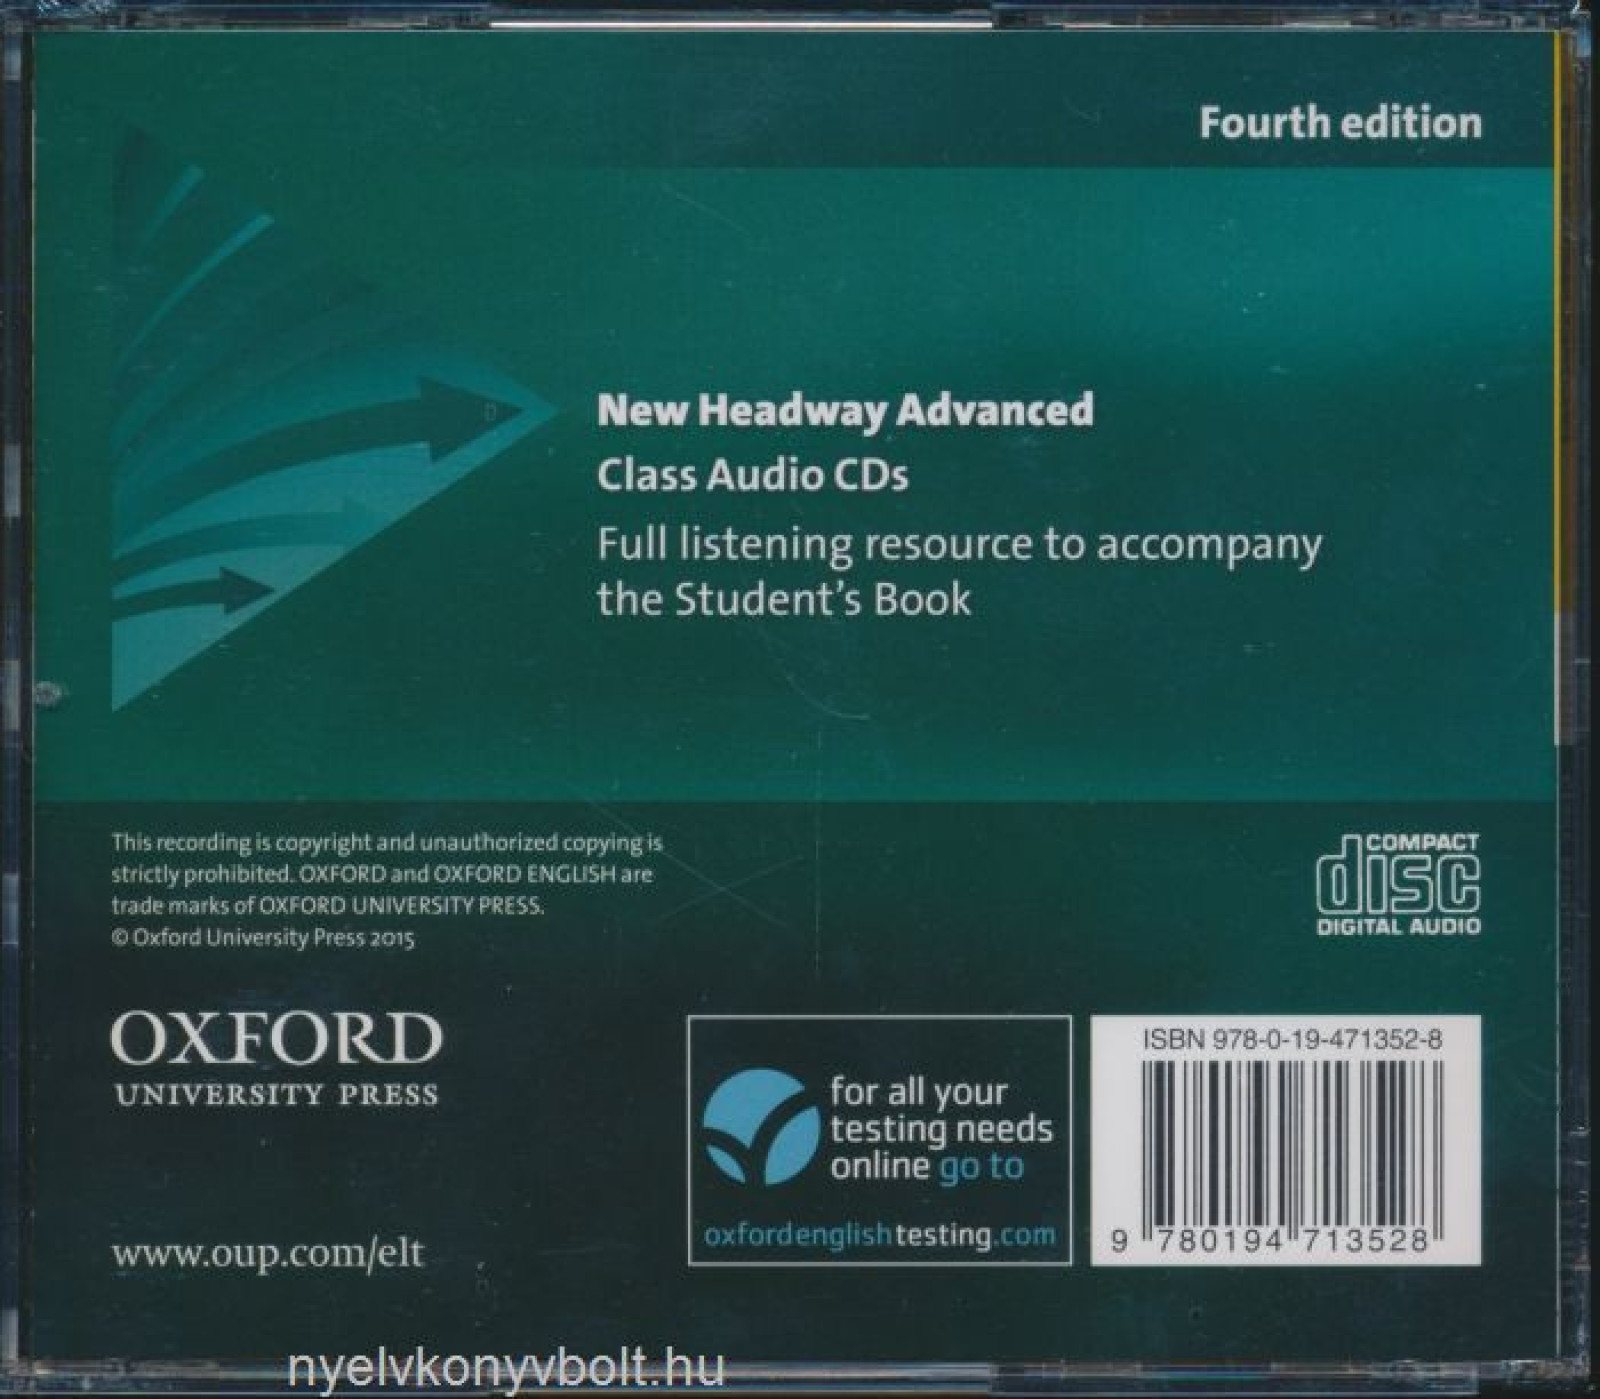 Fourth edition
New Headway Advanced
Class Audio CDs
Full listening resource to accompany
the Student's Book
This recording is copyright and unauthorized copying is
strictly prohibited. OXFORD and OXFORD ENGLISH are
trade marks of OXFORD UNIVERSITY PRESS.
© Oxford University Press 2015
COMPACT
disc
DIGITAL AUDIO
OXFORD
UNIVERSITY PRESS
www.oup.com/elt
for all your
testing needs
online go to
oxfordenglishtesting.com
ISBN 978-0-19-471352-8
9 780194 713528
nyelvkonyvbolt.hu